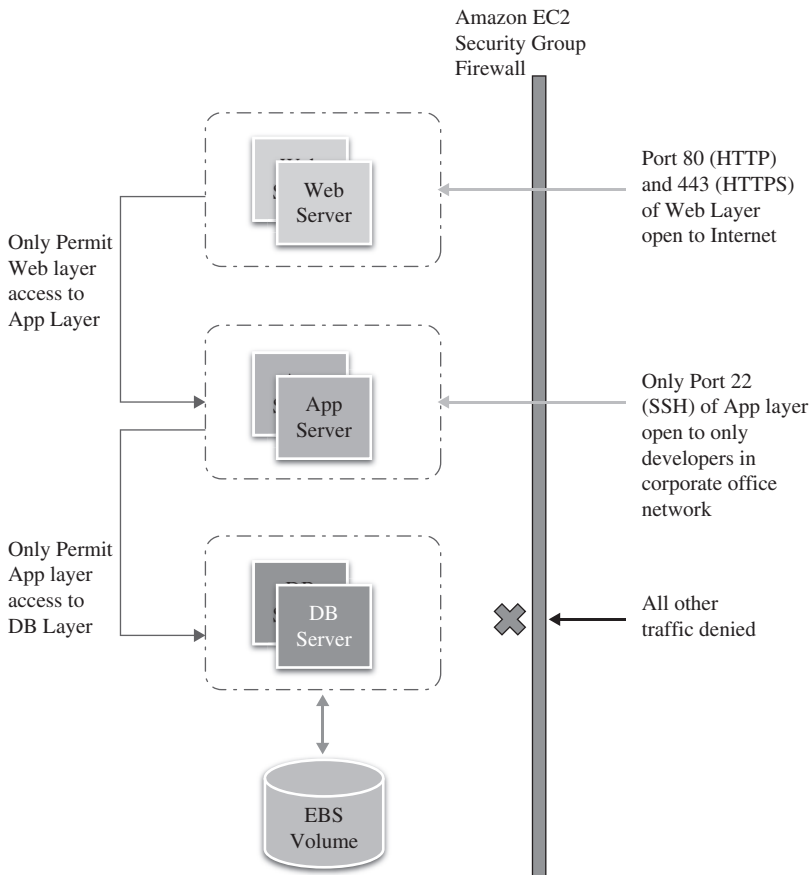 Amazon EC2
Security Group
Firewall
Web
Server
Port 80 (HTTP)
and 443 (HTTPS)
of Web Layer
open to Internet
Only Permit
Web layer
access to
App Layer
App
Server
Only Port 22
(SSH) of App layer
open to only
developers in
corporate office
network
Only Permit
App layer
access to
DB Layer
DB
Server
All other
traffic denied
EBS
Volume